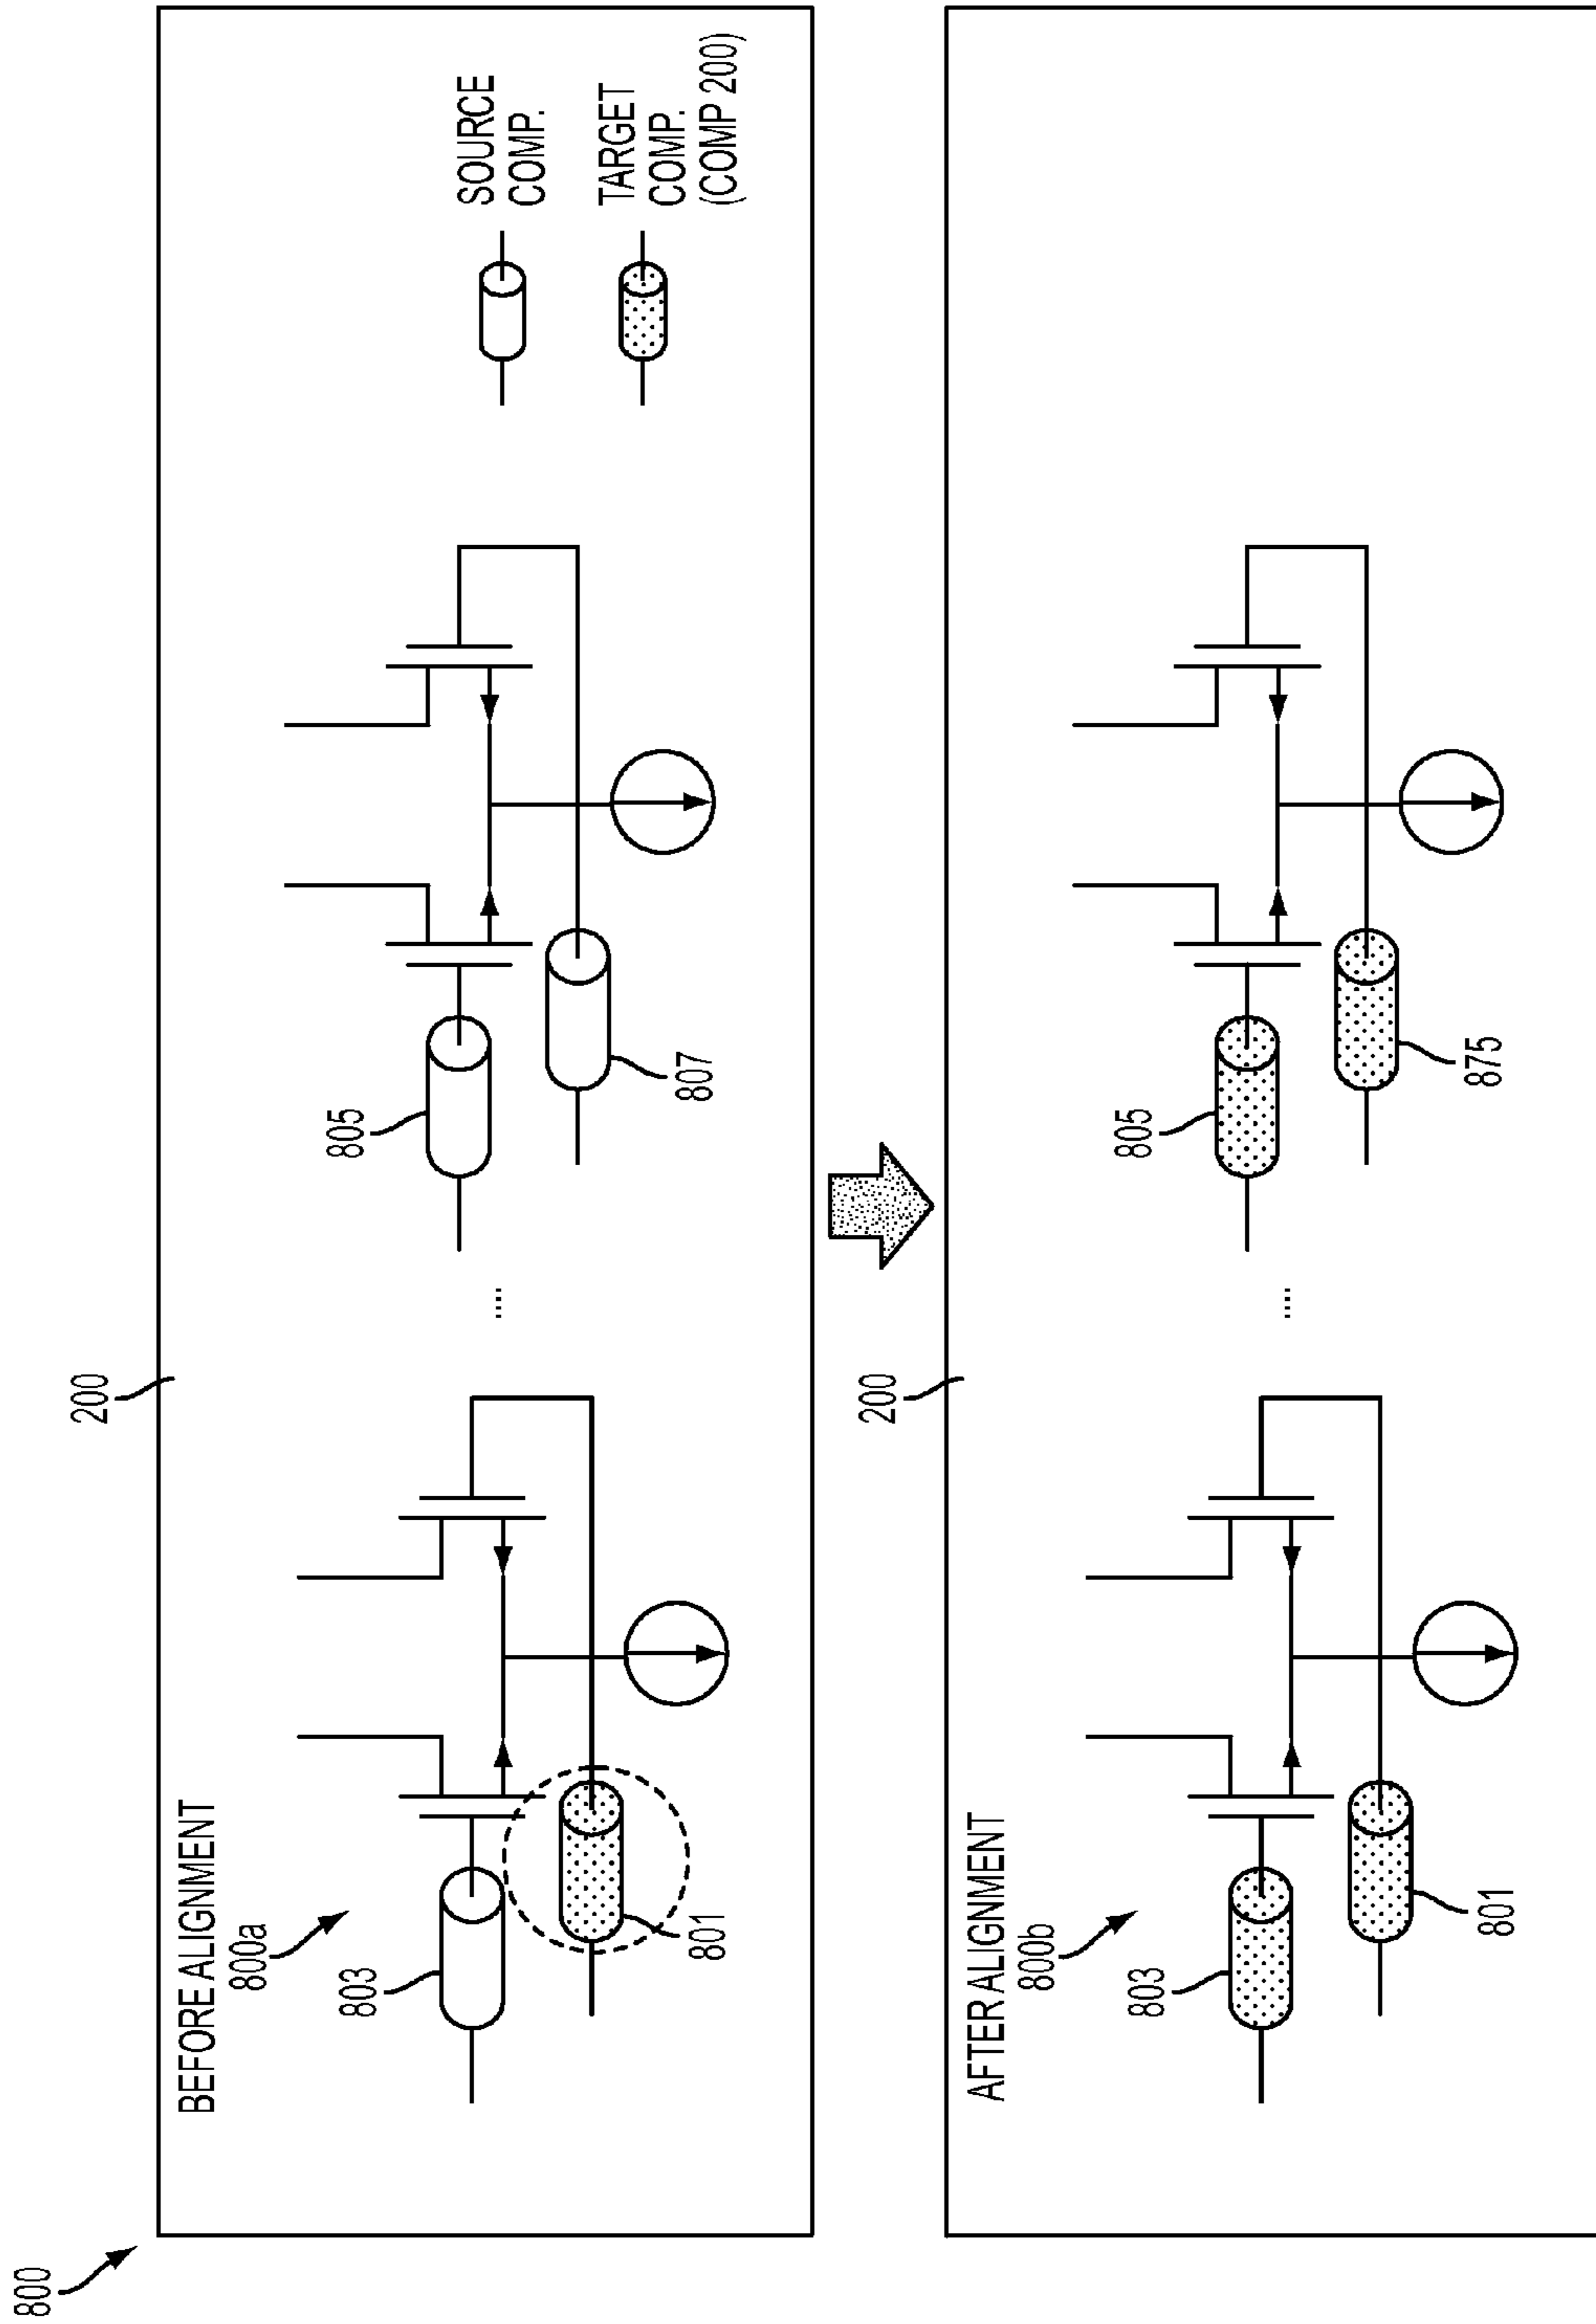 800
200
BEFORE ALIGNMENT
800a
803
801
....
805
807
SOURCE
COMP.
TARGET
COMP.
(COMP 200)
200
AFTER ALIGNMENT
800b
803
801
....
805
875